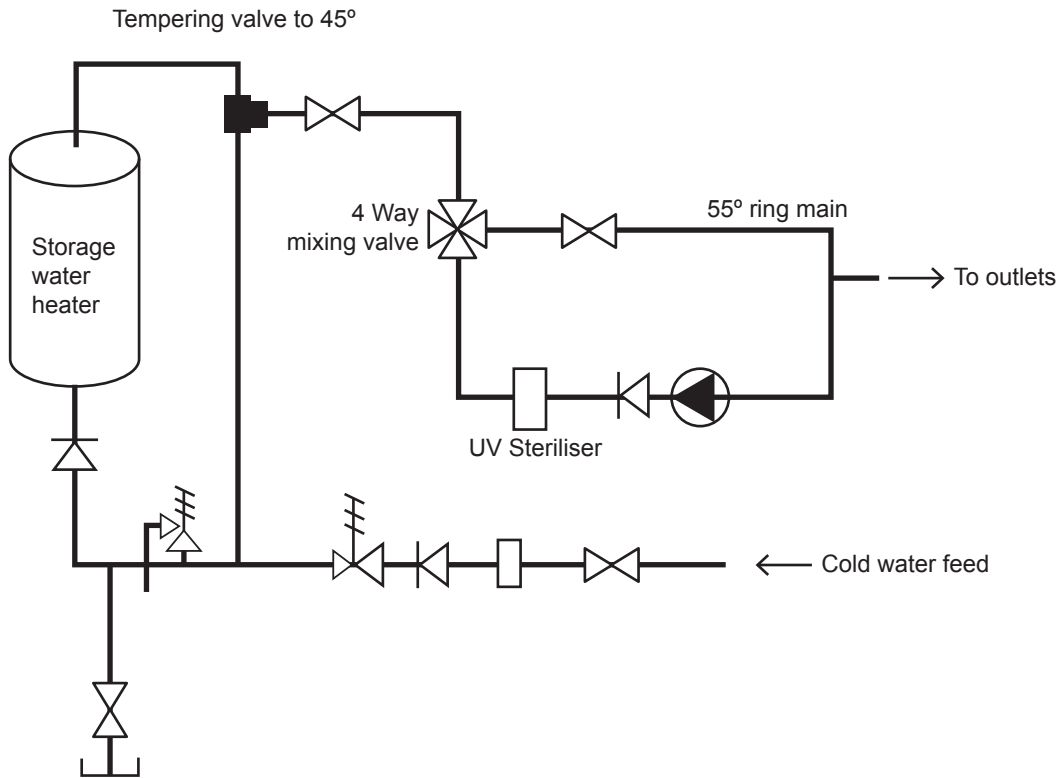 Tempering valve to 45º
Storage
water
heater
4 Way
mixing valve
55º ring main
To outlets
UV Steriliser
Cold water feed